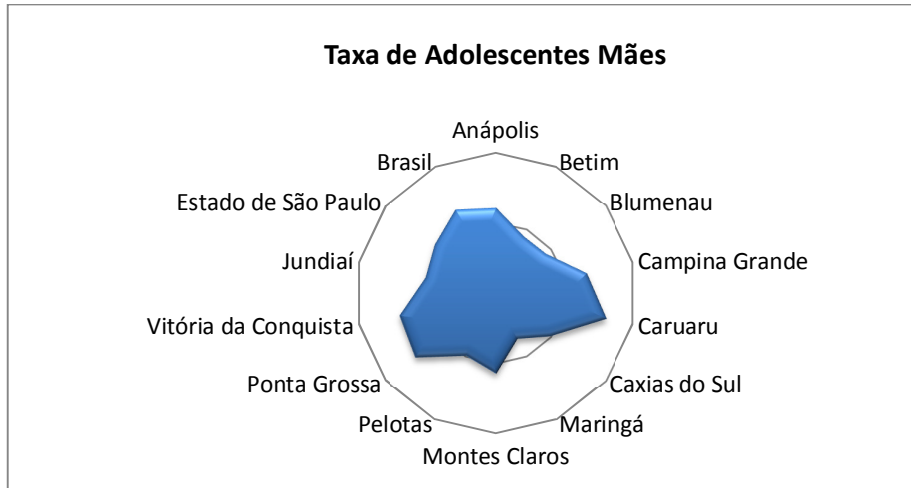 Taxa de Adolescentes Mães
Anápolis
Brasil
Betim
Estado de São Paulo
Blumenau
Jundiaí
Campina Grande
Vitória da Conquista
Caruaru
Ponta Grossa
Caxias do Sul
Pelotas
Maringá
Montes Claros